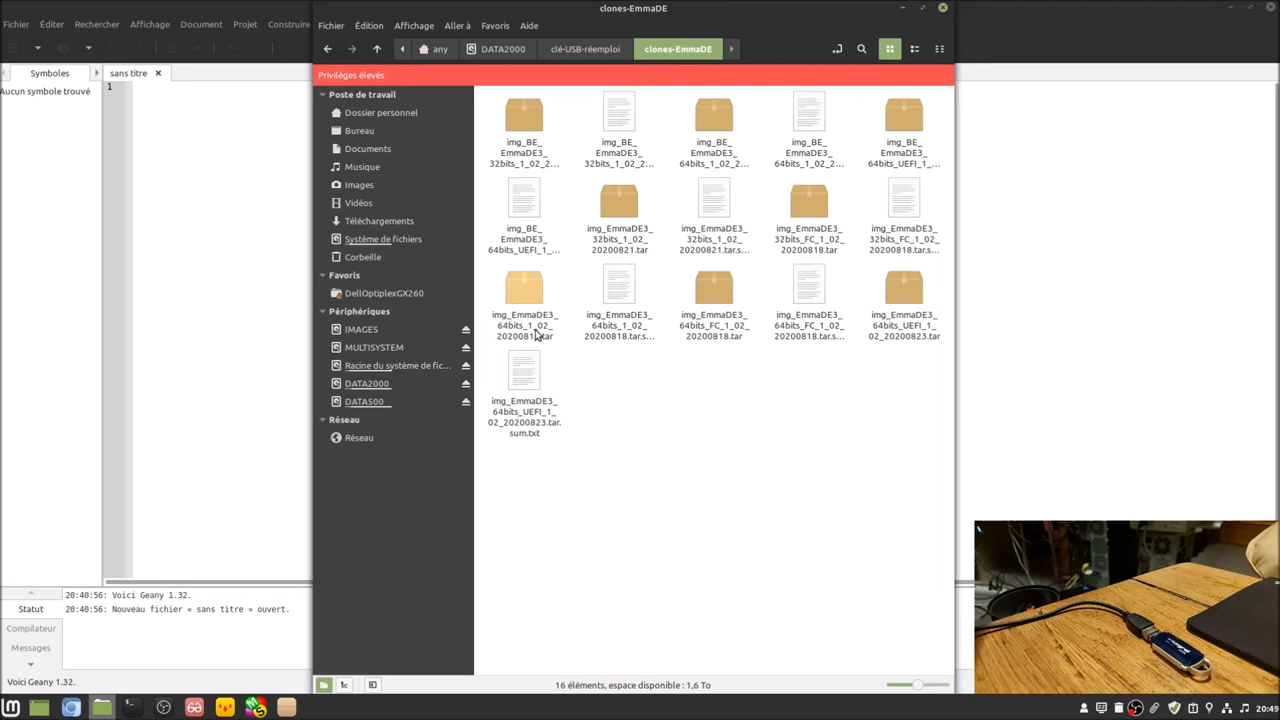 clones-EmmaDE
Fichier Éditer Rechercher Affichage Document Projet Construire
Fichier Édition Affichage Aller à Favoris Aide
any DATA2000 clé-USB-réemploi clones-EmmaDE
Symboles sans titre
Privilèges élevés
Aucun symbole trouvé 1
Poste de travail
Dossier personnel
Bureau
Documents
Musique
Images
Vidéos
Téléchargements
Système de fichiers
Corbeille
Favoris
DellOptiplexGX260
Périphériques
IMAGES
MULTISYSTEM
Racine du système de fic...
DATA2000
DATA500
Réseau
Réseau
img_BE_
EmmaDE3_
32bits_1_02_2...
img_BE_
EmmaDE3_
32bits_1_02_2...
img_BE_
EmmaDE3_
64bits_1_02_2...
img_BE_
EmmaDE3_
64bits_1_02_2...
img_BE_
EmmaDE3_
64bits_UEFI_1_...
img_BE_
EmmaDE3_
64bits_UEFI_1_...
img_EmmaDE3_
32bits_1_02_
20200821.tar
img_EmmaDE3_
32bits_1_02_
20200821.tar.s...
img_EmmaDE3_
32bits_FC_1_02_
20200818.tar
img_EmmaDE3_
32bits_FC_1_02_
20200818.tar.s...
img_EmmaDE3_
64bits_1_02_
img_EmmaDE3_
64bits_1_02_
20200818.tar.s...
img_EmmaDE3_
64bits_FC_1_02_
20200818.tar
img_EmmaDE3_
64bits_FC_1_02_
20200818.tar.s...
img_EmmaDE3_
64bits_UEFI_1_
02_20200823.tar
img_EmmaDE3_
64bits_UEFI_1_
02_20200823.tar.
sum.txt
20:40:56: Voici Geany 1.32.
Statut 20:40:56: Nouveau fichier « sans titre » ouvert.
Compilateur
Messages
Voici Geany 1.32.
16 éléments, espace disponible : 1,6 To
20:49